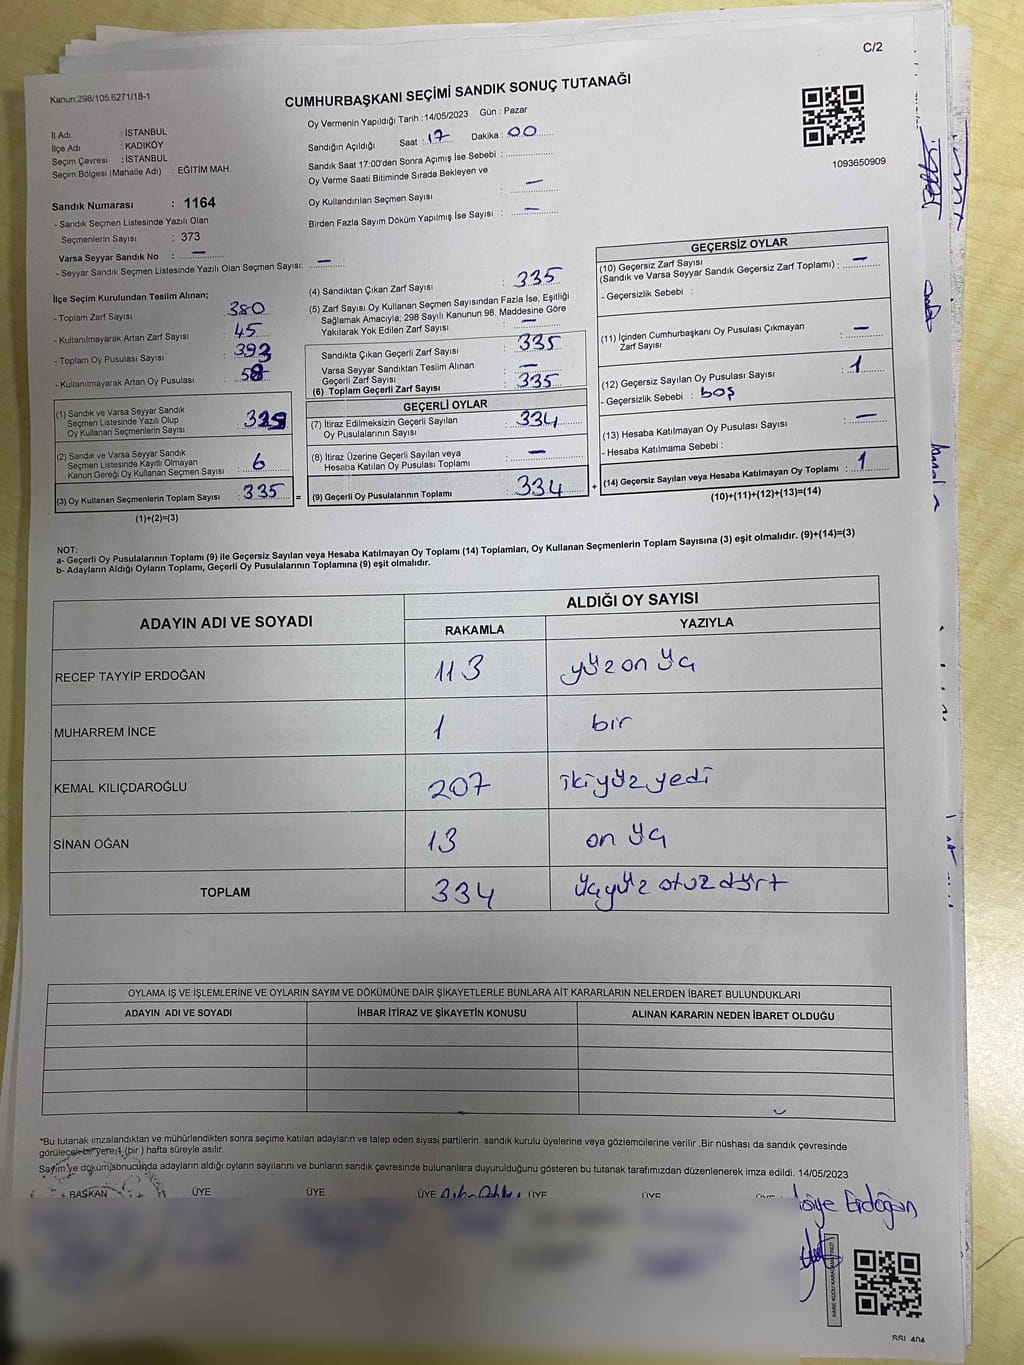 C/2
Kanun:298/105.6271/18-1
CUMHURBAŞKANI SEÇİMİ SANDIK SONUÇ TUTANAĞI
Oy Vermenin Yapıldığı Tarih :14/05/2023 Gün : Pazar
İl Adı : İSTANBUL
İlçe Adı : KADIKÖY
Seçim Çevresi : İSTANBUL
Seçim Bölgesi (Mahalle Adı) : EĞİTİM MAH.
Sandığın Açıldığı Saat : 17 Dakika : 00
Sandık Saat 17:00'den Sonra Açımış İse Sebebi :
Oy Verme Saati Bitiminde Sırada Bekleyen ve
Oy Kullandırılan Seçmen Sayısı : —
Birden Fazla Sayım Döküm Yapılmış İse Sayısı : —
1093650909
Sandık Numarası : 1164
- Sandık Seçmen Listesinde Yazılı Olan
Seçmenlerin Sayısı : 373
Varsa Seyyar Sandık No : —
- Seyyar Sandık Seçmen Listesinde Yazılı Olan Seçmen Sayısı: —
İlçe Seçim Kurulundan Teslim Alınan;
- Toplam Zarf Sayısı : 380
- Kullanılmayarak Artan Zarf Sayısı : 45
- Toplam Oy Pusulası Sayısı : 393
- Kullanılmayarak Artan Oy Pusulası : 58
(1) Sandık ve Varsa Seyyar Sandık
Seçmen Listesinde Yazılı Olup
Oy Kullanan Seçmenlerin Sayısı : 329
(2) Sandık ve Varsa Seyyar Sandık
Seçmen Listesinde Kayıtlı Olmayan
Kanun Gereği Oy Kullanan Seçmen Sayısı : 6
(3) Oy Kullanan Seçmenlerin Toplam Sayısı : 335 =
(1)+(2)=(3)
(4) Sandıktan Çıkan Zarf Sayısı : 335
(5) Zarf Sayısı Oy Kullanan Seçmen Sayısından Fazla İse, Eşitliği
Sağlamak Amacıyla; 298 Sayılı Kanunun 98. Maddesine Göre
Yakılarak Yok Edilen Zarf Sayısı : —
Sandıkta Çıkan Geçerli Zarf Sayısı : 335
Varsa Seyyar Sandıktan Teslim Alınan
Geçerli Zarf Sayısı : —
(6) Toplam Geçerli Zarf Sayısı : 335
GEÇERLİ OYLAR
(7) İtiraz Edilmeksizin Geçerli Sayılan
Oy Pusulalarının Sayısı : 334
(8) İtiraz Üzerine Geçerli Sayılan veya
Hesaba Katılan Oy Pusulası Toplamı : —
(9) Geçerli Oy Pusulalarının Toplamı : 334 +
GEÇERSİZ OYLAR
(10) Geçersiz Zarf Sayısı
(Sandık ve Varsa Seyyar Sandık Geçersiz Zarf Toplamı) : —
- Geçersizlik Sebebi :
(11) İçinden Cumhurbaşkanı Oy Pusulası Çıkmayan
Zarf Sayısı : —
(12) Geçersiz Sayılan Oy Pusulası Sayısı : 1
- Geçersizlik Sebebi : boş
(13) Hesaba Katılmayan Oy Pusulası Sayısı : —
- Hesaba Katılmama Sebebi :
(14) Geçersiz Sayılan veya Hesaba Katılmayan Oy Toplamı : 1
(10)+(11)+(12)+(13)=(14)
NOT:
a- Geçerli Oy Pusulalarının Toplamı (9) ile Geçersiz Sayılan veya Hesaba Katılmayan Oy Toplamı (14) Toplamları, Oy Kullanan Seçmenlerin Toplam Sayısına (3) eşit olmalıdır. (9)+(14)=(3)
b- Adayların Aldığı Oyların Toplamı, Geçerli Oy Pusulalarının Toplamına (9) eşit olmalıdır.
ADAYIN ADI VE SOYADI
ALDIĞI OY SAYISI
RAKAMLA YAZIYLA
RECEP TAYYİP ERDOĞAN 113 yüz on üç
MUHARREM İNCE 1 bir
KEMAL KILIÇDAROĞLU 207 ikiyüz yedi
SİNAN OĞAN 13 on üç
TOPLAM 334 üçyüz otuz dört
OYLAMA İŞ VE İŞLEMLERİNE VE OYLARIN SAYIM VE DÖKÜMÜNE DAİR ŞİKAYETLERLE BUNLARA AİT KARARLARIN NELERDEN İBARET BULUNDUKLARI
ADAYIN ADI VE SOYADI İHBAR İTİRAZ VE ŞİKAYETİN KONUSU ALINAN KARARIN NEDEN İBARET OLDUĞU
*Bu tutanak imzalandıktan ve mühürlendikten sonra seçime katılan adayların ve talep eden siyasi partilerin sandık kurulu üyelerine veya gözlemcilerine verilir .Bir nüshası da sandık çevresinde
görülecek bir yere 1 (bir ) hafta süreyle asılır.
Sayım ve döküm sonucunda adayların aldığı oyların sayılarını ve bunların sandık çevresinde bulunanlara duyurulduğunu gösteren bu tutanak tarafımızdan düzenlenerek imza edildi. 14/05/2023
BAŞKAN ÜYE ÜYE ÜYE ÜYE ÜYE
Erdoğan